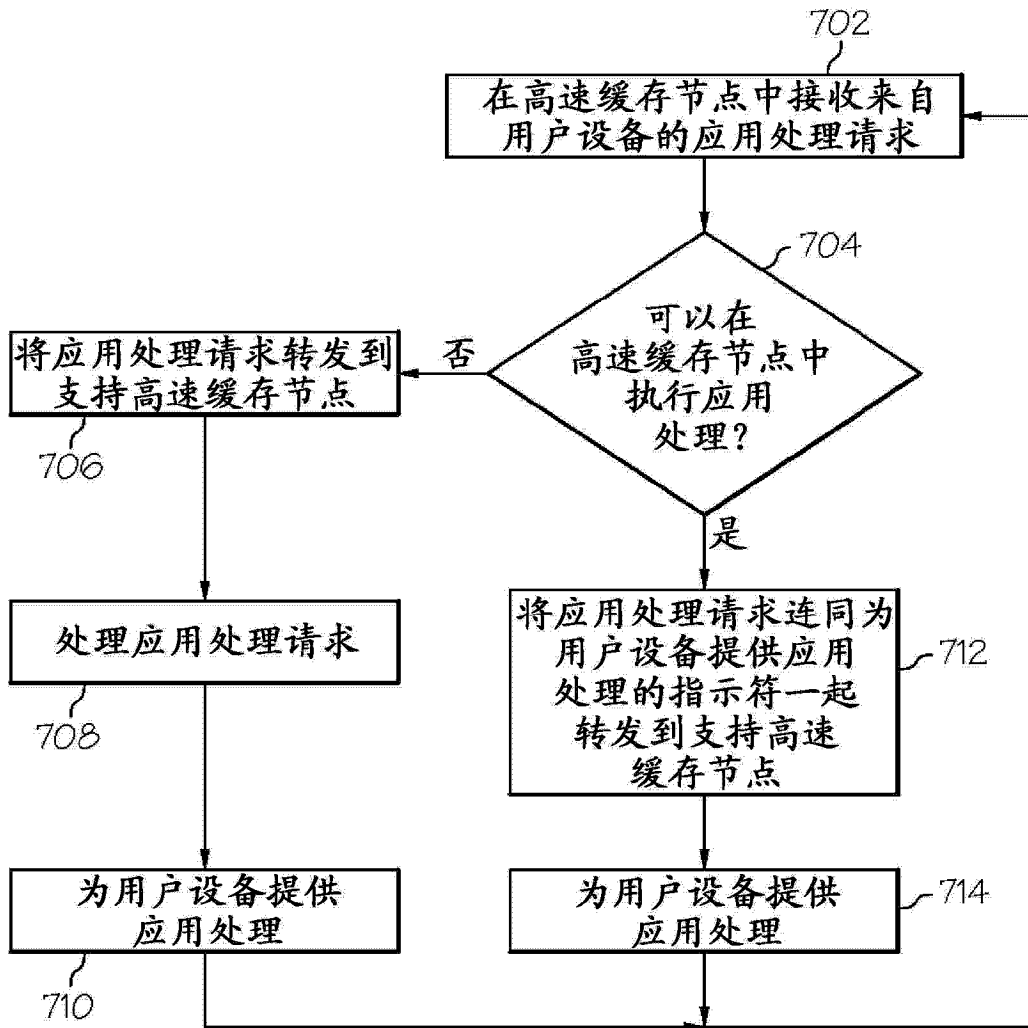 702
在高速缓存节点中接收来自
用户设备的应用处理请求
704
可以在
高速缓存节点中
执行应用
处理?
否
将应用处理请求转发到
支持高速缓存节点
706
是
处理应用处理请求
708
将应用处理请求连同为
用户设备提供应用
处理的指示符一起
转发到支持高速
缓存节点
712
为用户设备提供
应用处理
710
为用户设备提供
应用处理
714